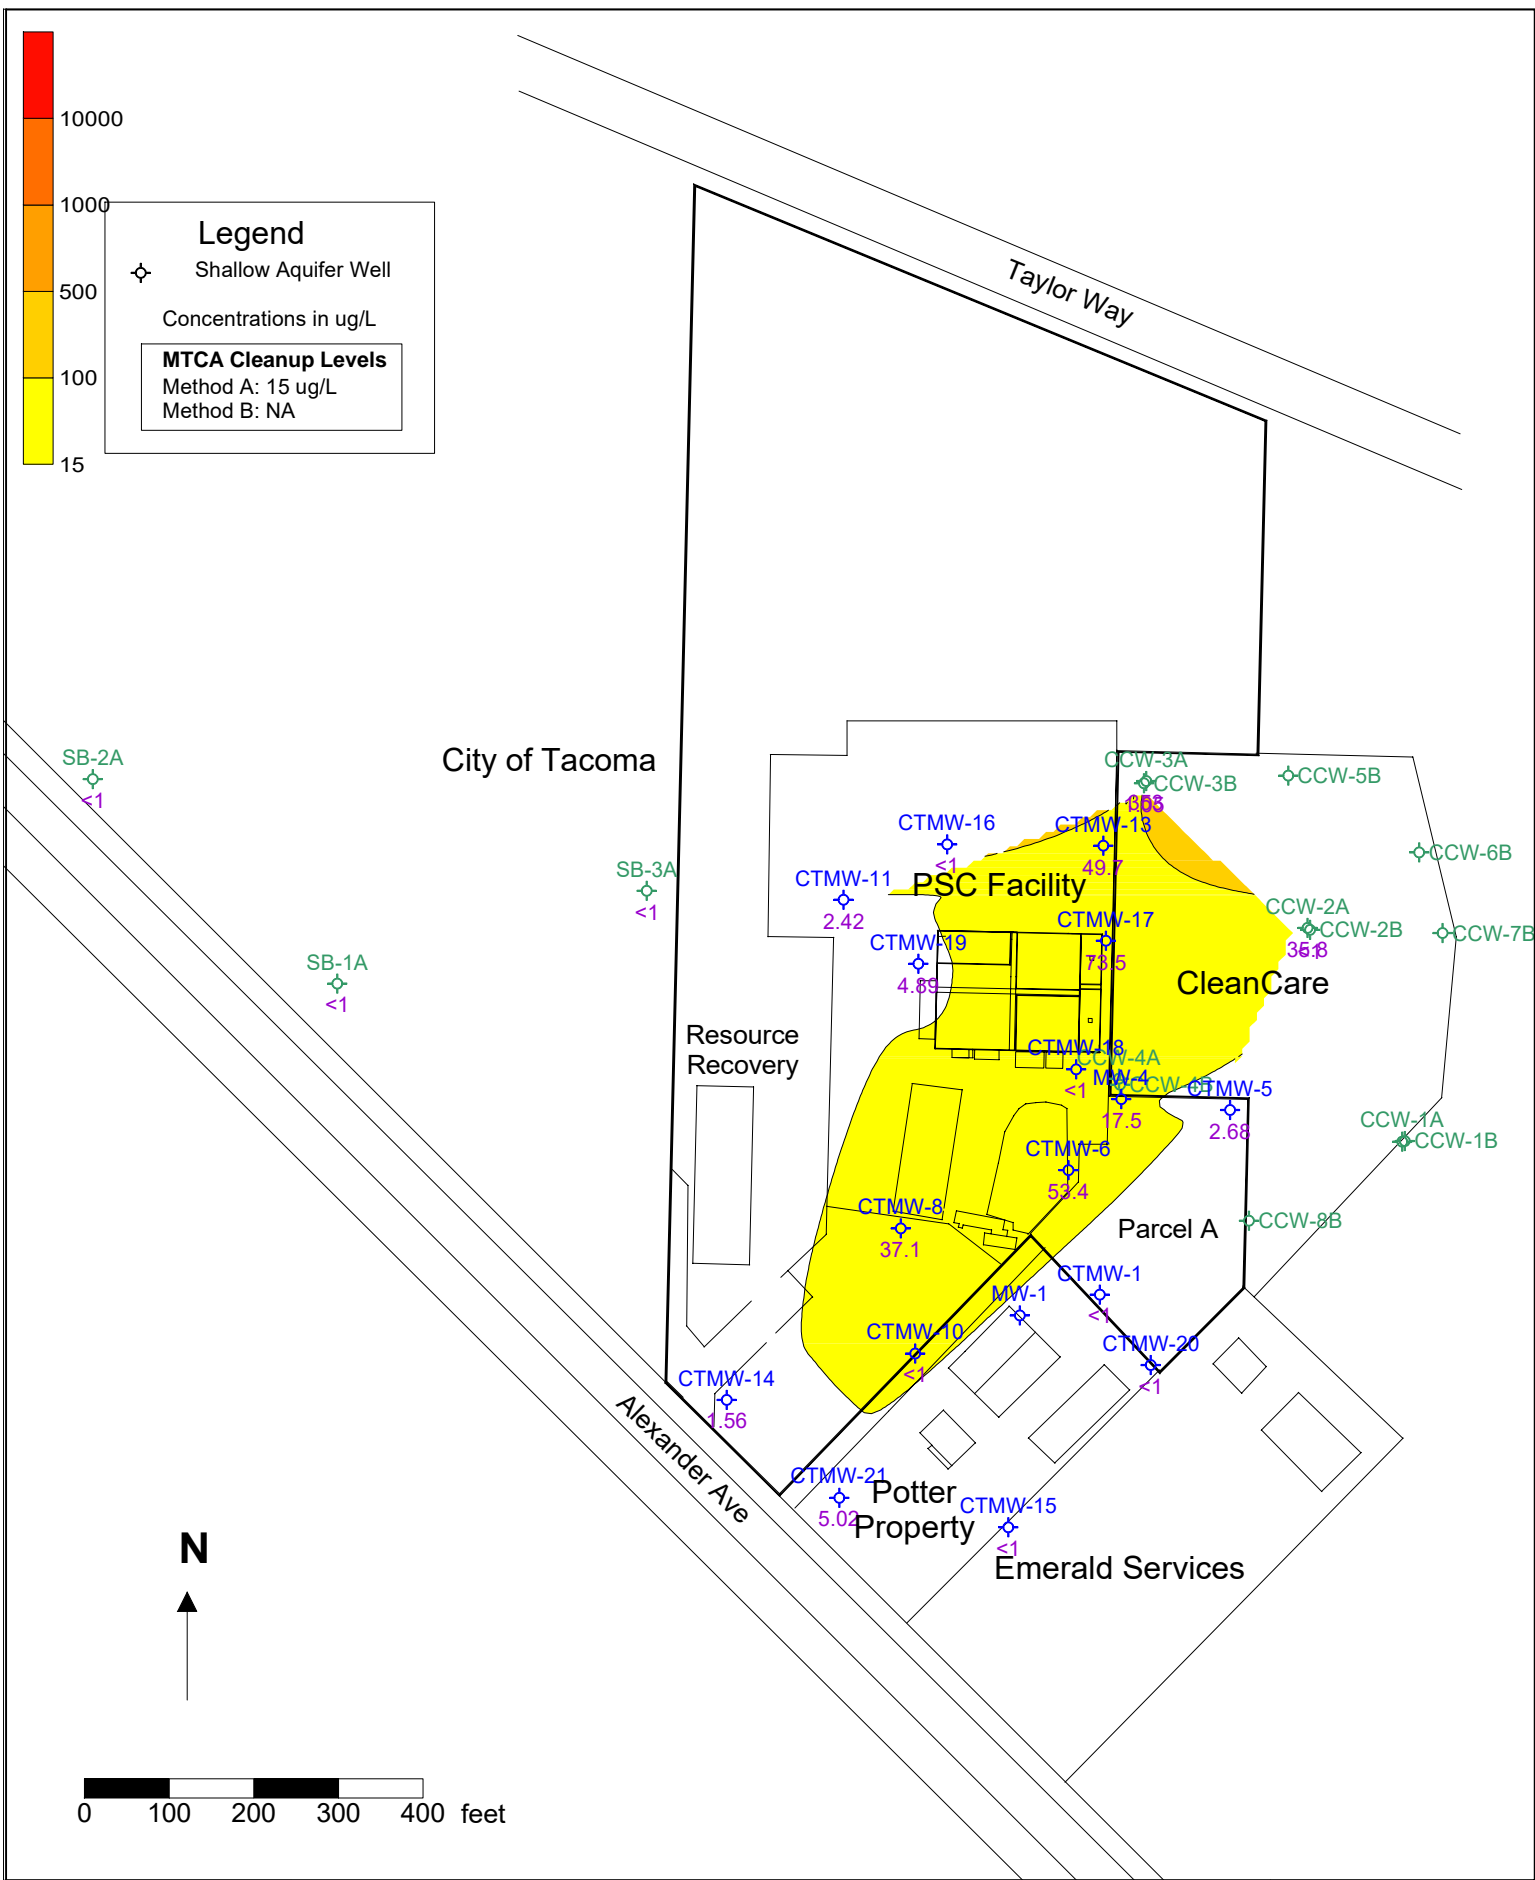 10000
1000
500
100
15
Legend
Shallow Aquifer Well
Concentrations in ug/L
MTCA Cleanup Levels
Method A: 15 ug/L
Method B: NA
Taylor Way
City of Tacoma
SB-2A
<1
SB-3A
<1
SB-1A
<1
CCW-3A
CCW-3B
CCW-5B
CTMW-16
<1
CTMW-13
49.7
CCW-6B
CTMW-11
2.42
PSC Facility
CTMW-17
73.5
CCW-2A
CCW-2B
35.8
CCW-7B
CTMW-19
4.89
CleanCare
Resource
Recovery
CTMW-18
<1
CCW-4A
MW-4
CCW-4B
17.5
CTMW-5
2.68
CCW-1A
CCW-1B
CTMW-6
53.4
CTMW-8
37.1
Parcel A
CCW-8B
CTMW-1
<1
MW-1
CTMW-10
<1
CTMW-20
<1
CTMW-14
1.56
Alexander Ave
CTMW-21
5.02
Potter
Property
CTMW-15
<1
Emerald Services
N
0 100 200 300 400 feet